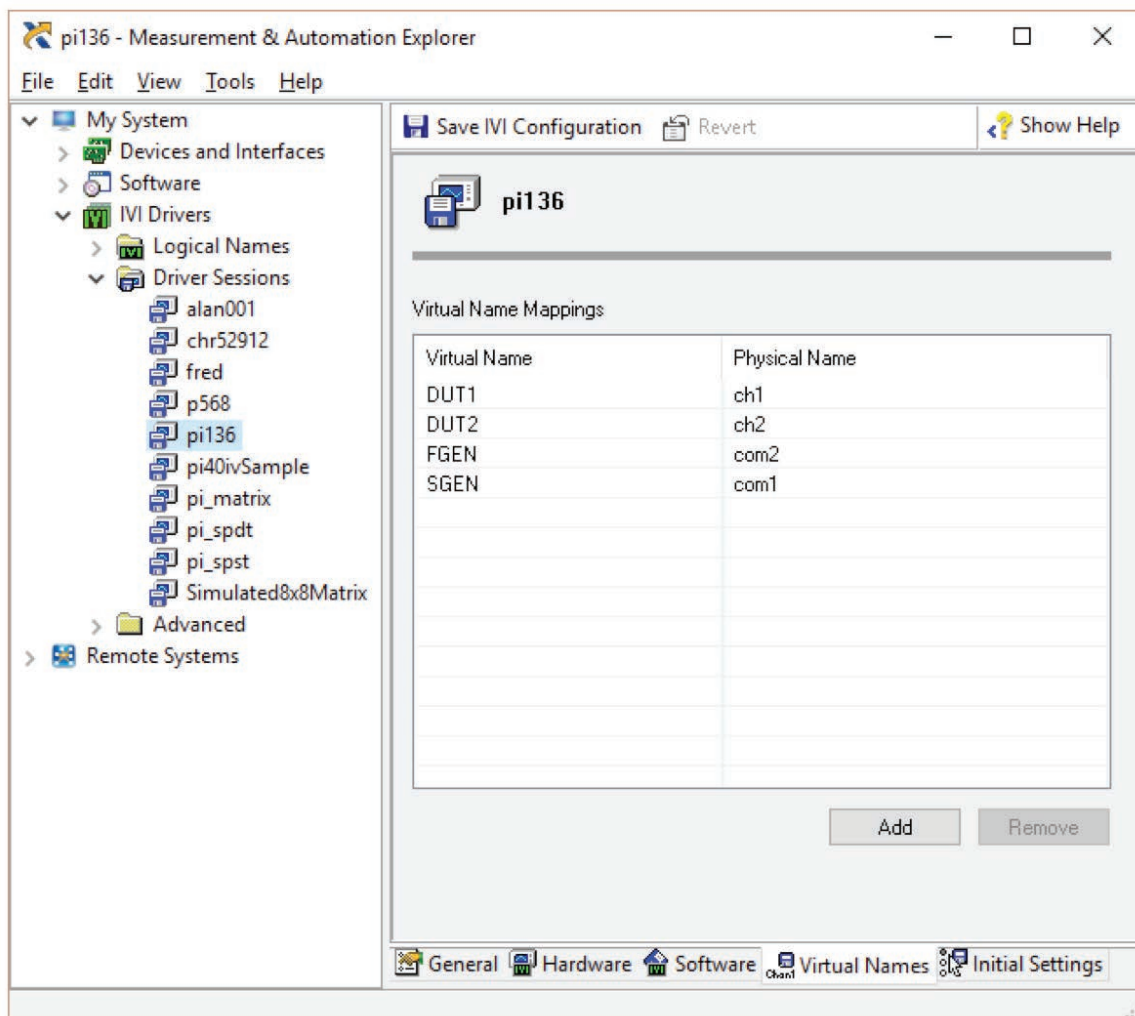 pi136 - Measurement & Automation Explorer
File Edit View Tools Help
My System
Devices and Interfaces
Software
IVI Drivers
Logical Names
Driver Sessions
alan001
chr52912
fred
p568
pi136
pi40ivSample
pi_matrix
pi_spdt
pi_spst
Simulated8x8Matrix
Advanced
Remote Systems
Save IVI Configuration Revert Show Help
pi136
Virtual Name Mappings
Virtual Name Physical Name
DUT1 ch1
DUT2 ch2
FGEN com2
SGEN com1
Add Remove
General Hardware Software Virtual Names Initial Settings